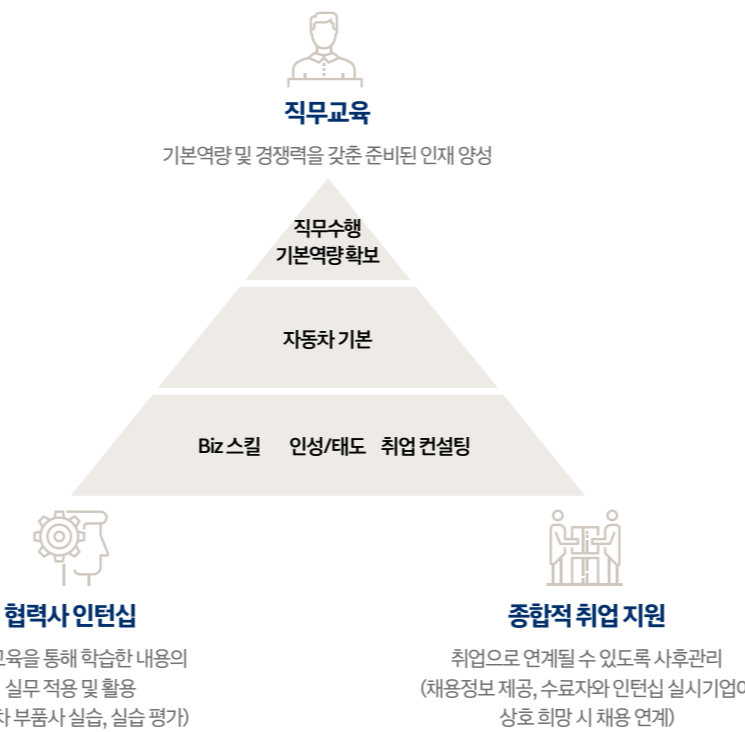 직무교육
기본역량 및 경쟁력을 갖춘 준비된 인재 양성
직무수행
기본역량 확보
자동차 기본
Biz 스킬 인성/태도 취업 컨설팅
협력사 인턴십
교육을 통해 학습한 내용의
실무 적용 및 활용
차 부품사 실습, 실습 평가)
종합적 취업 지원
취업으로 연계될 수 있도록 사후관리
(채용정보 제공, 수료자와 인턴십 실시기업이
상호 희망 시 채용 연계)